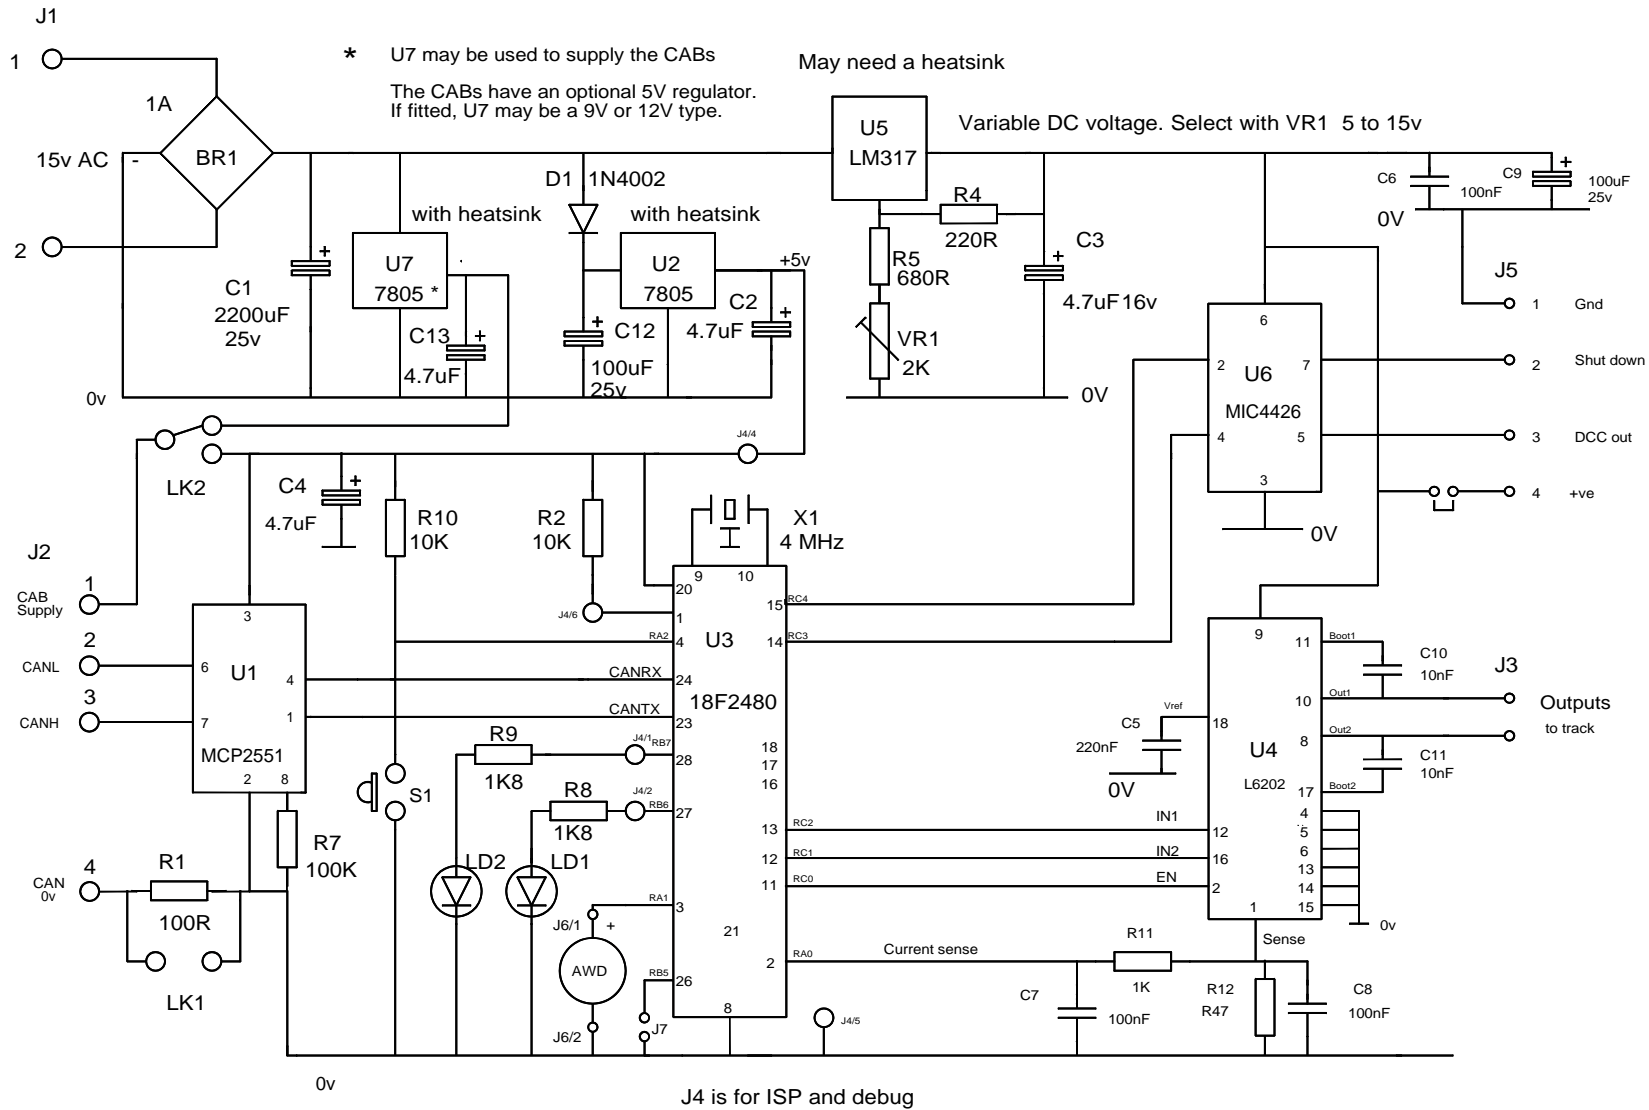 J1
1
2
1A
15v AC
-
BR1
* U7 may be used to supply the CABs
The CABs have an optional 5V regulator.
If fitted, U7 may be a 9V or 12V type.
May need a heatsink
U5
LM317
Variable DC voltage. Select with VR1 5 to 15v
D1 1N4002
with heatsink
with heatsink
U7
7805 *
U2
7805
+5v
C1
2200uF
25v
+
C13
4.7uF
+
C12
100uF
25v
+
C2
4.7uF
+
R4
220R
R5
680R
VR1
2K
C3
4.7uF16v
+
0v
0V
C6
100nF
C9
100uF
25v
+
0V
J5
1 Gnd
2 Shut down
3 DCC out
4 +ve
U6
MIC4426
6
2
7
4
5
3
0V
LK2
J4/4
C4
4.7uF
+
R10
10K
R2
10K
X1
4 MHz
J2
1
CAB
Supply
2
CANL
3
CANH
4
CAN
0v
U1
MCP2551
3
6
7
4
1
2
8
CANRX
CANTX
R1
100R
LK1
R7
100K
S1
R9
1K8
R8
1K8
LD2
LD1
J4/6
J4/1
J4/2
RA2
RB7
RB6
RA1
RB5
J6/1
+
AWD
J6/2
J7
J4/5
U3
18F2480
9
10
20
1
4
24
23
28
27
3
26
8
21
18
17
16
15 RC4
14 RC3
13 RC2
12 RC1
11 RC0
2 RA0
Current sense
IN1
IN2
EN
R11
1K
C7
100nF
R12
R47
C8
100nF
Sense
U4
L6202
9
11
10
8
17
4
5
6
13
14
15
18
12
16
2
1
Vref
C5
220nF
0V
Boot1
Out1
Out2
Boot2
C10
10nF
C11
10nF
0v
J3
Outputs
to track
0v
J4 is for ISP and debug